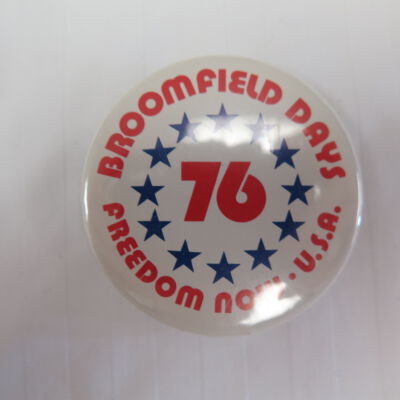 BROOMFIELD DAYS
76
FREEDOM NOW · U.S.A.